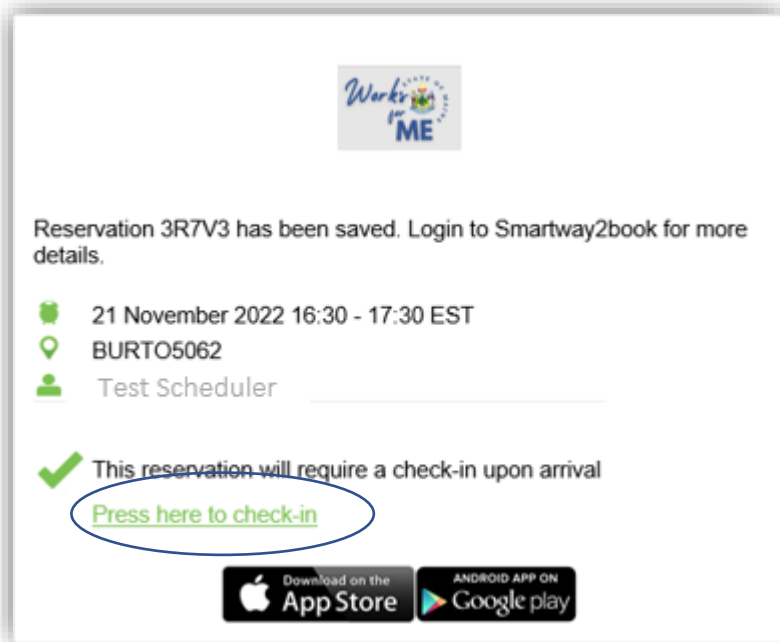 Works
STATE OF MAINE
for
ME
Reservation 3R7V3 has been saved. Login to Smartway2book for more
details.
21 November 2022 16:30 - 17:30 EST
BURTO5062
Test Scheduler
This reservation will require a check-in upon arrival
Press here to check-in
Download on the
App Store
ANDROID APP ON
Google play